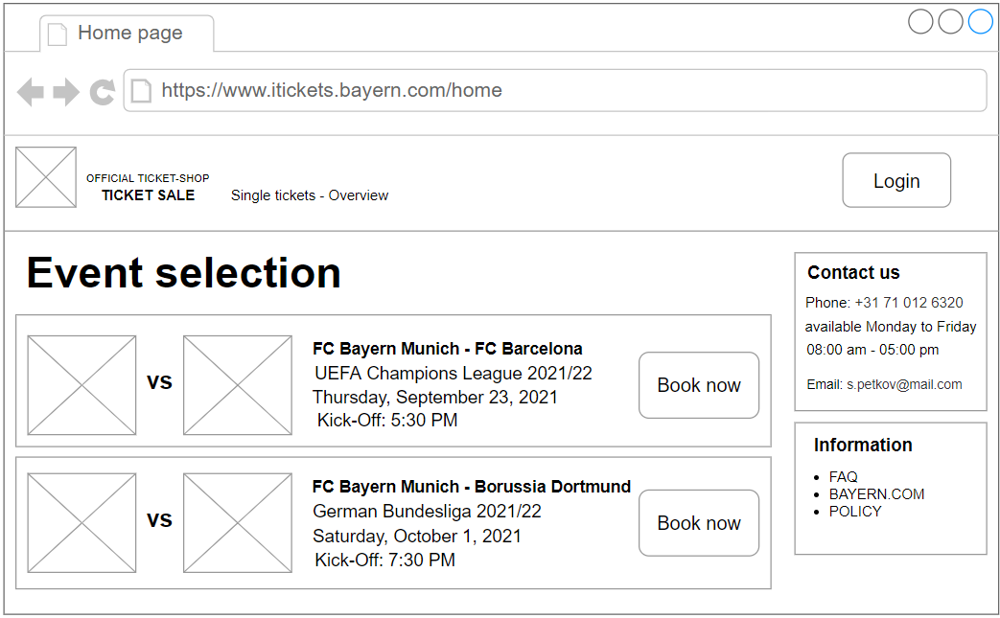 Home page
https://www.itickets.bayern.com/home
OFFICIAL TICKET-SHOP
TICKET SALE
Single tickets - Overview
Login
Event selection
VS
FC Bayern Munich - FC Barcelona
UEFA Champions League 2021/22
Thursday, September 23, 2021
Kick-Off: 5:30 PM
Book now
VS
FC Bayern Munich - Borussia Dortmund
German Bundesliga 2021/22
Saturday, October 1, 2021
Kick-Off: 7:30 PM
Book now
Contact us
Phone: +31 71 012 6320
available Monday to Friday
08:00 am - 05:00 pm
Email: s.petkov@mail.com
Information
FAQ
BAYERN.COM
POLICY